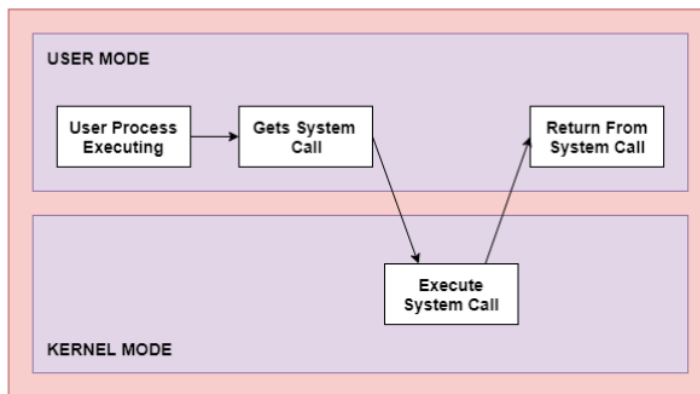 USER MODE
User Process
Executing
Gets System
Call
Return From
System Call
Execute
System Call
KERNEL MODE